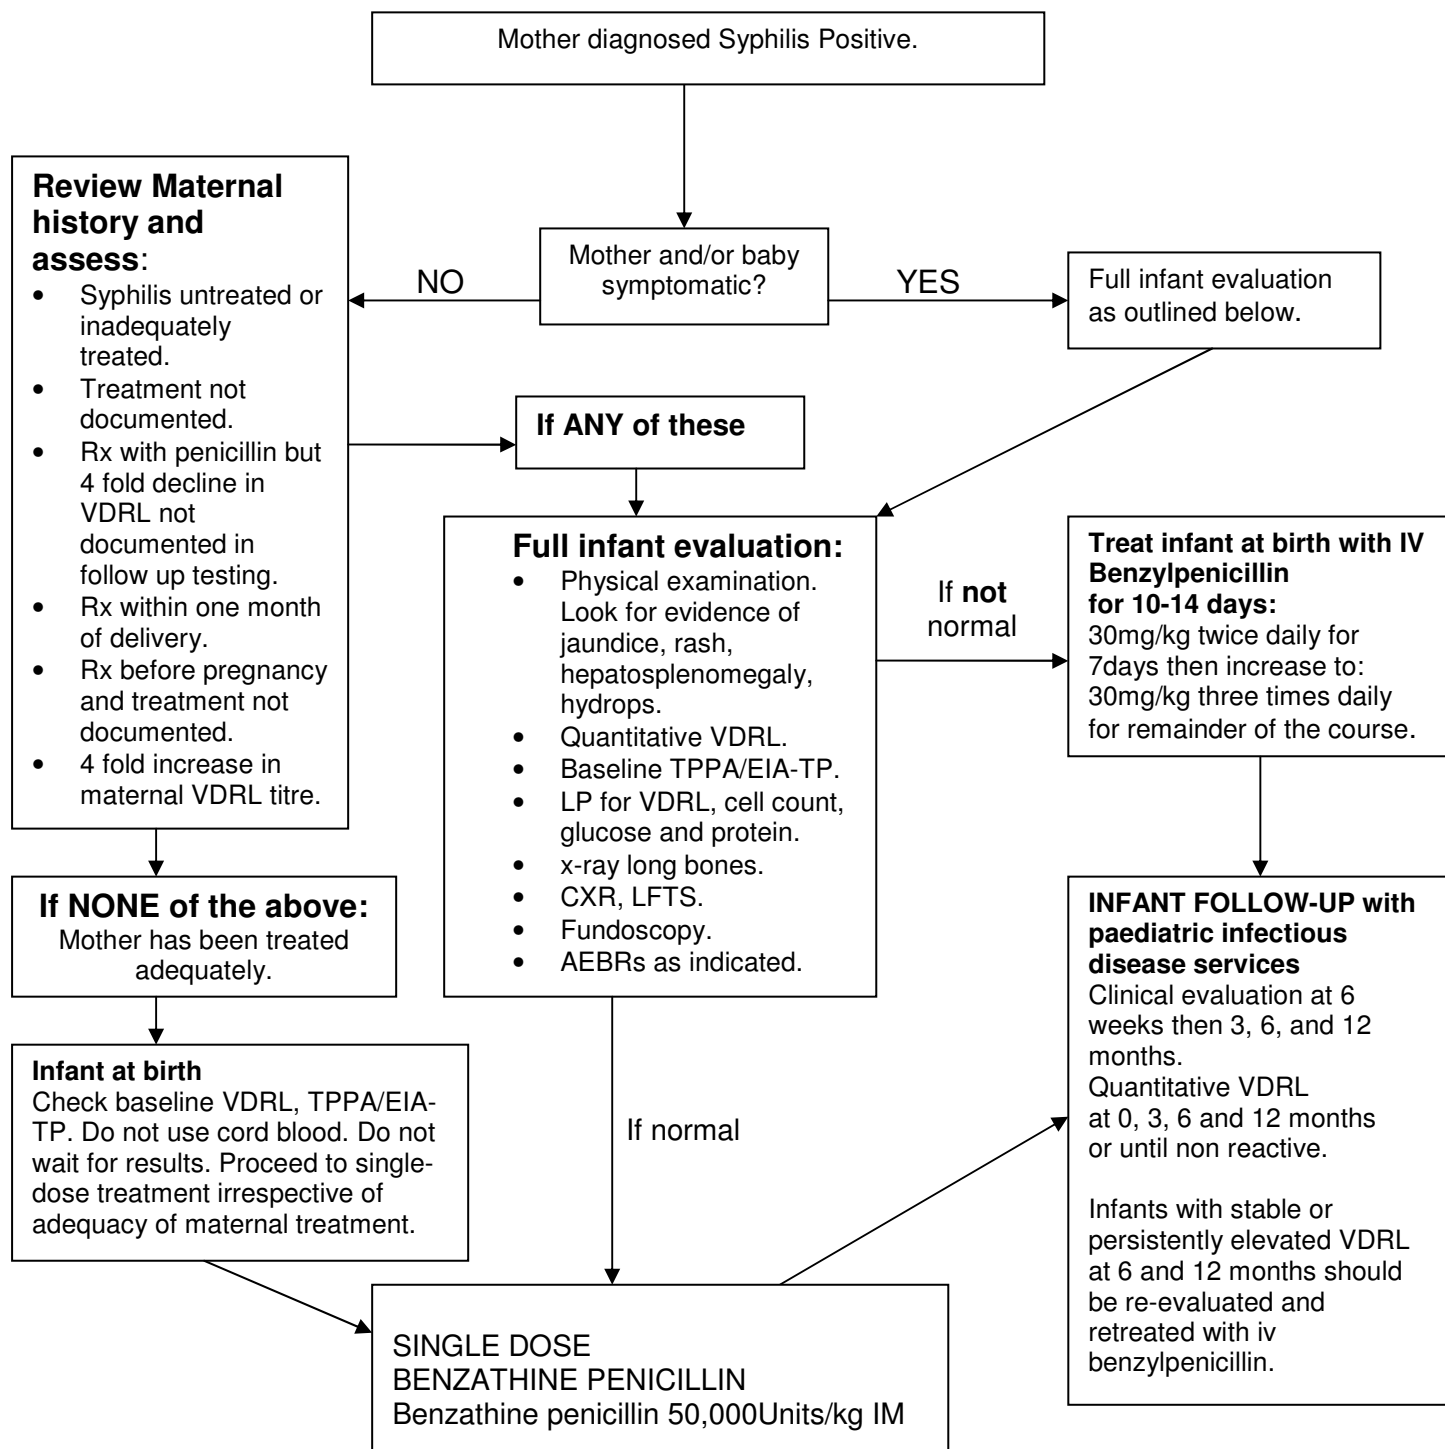 Mother diagnosed Syphilis Positive.
Mother and/or baby
symptomatic?
NO
YES
Full infant evaluation
as outlined below.
Review Maternal
history and
assess:
• Syphilis untreated or
inadequately
treated.
• Treatment not
documented.
• Rx with penicillin but
4 fold decline in
VDRL not
documented in
follow up testing.
• Rx within one month
of delivery.
• Rx before pregnancy
and treatment not
documented.
• 4 fold increase in
maternal VDRL titre.
If ANY of these
Full infant evaluation:
• Physical examination.
Look for evidence of
jaundice, rash,
hepatosplenomegaly,
hydrops.
• Quantitative VDRL.
• Baseline TPPA/EIA-TP.
• LP for VDRL, cell count,
glucose and protein.
• x-ray long bones.
• CXR, LFTS.
• Fundoscopy.
• AEBRs as indicated.
If not
normal
Treat infant at birth with IV
Benzylpenicillin
for 10-14 days:
30mg/kg twice daily for
7days then increase to:
30mg/kg three times daily
for remainder of the course.
If NONE of the above:
Mother has been treated
adequately.
Infant at birth
Check baseline VDRL, TPPA/EIA-
TP. Do not use cord blood. Do not
wait for results. Proceed to single-
dose treatment irrespective of
adequacy of maternal treatment.
If normal
INFANT FOLLOW-UP with
paediatric infectious
disease services
Clinical evaluation at 6
weeks then 3, 6, and 12
months.
Quantitative VDRL
at 0, 3, 6 and 12 months
or until non reactive.
Infants with stable or
persistently elevated VDRL
at 6 and 12 months should
be re-evaluated and
retreated with iv
benzylpenicillin.
SINGLE DOSE
BENZATHINE PENICILLIN
Benzathine penicillin 50,000Units/kg IM